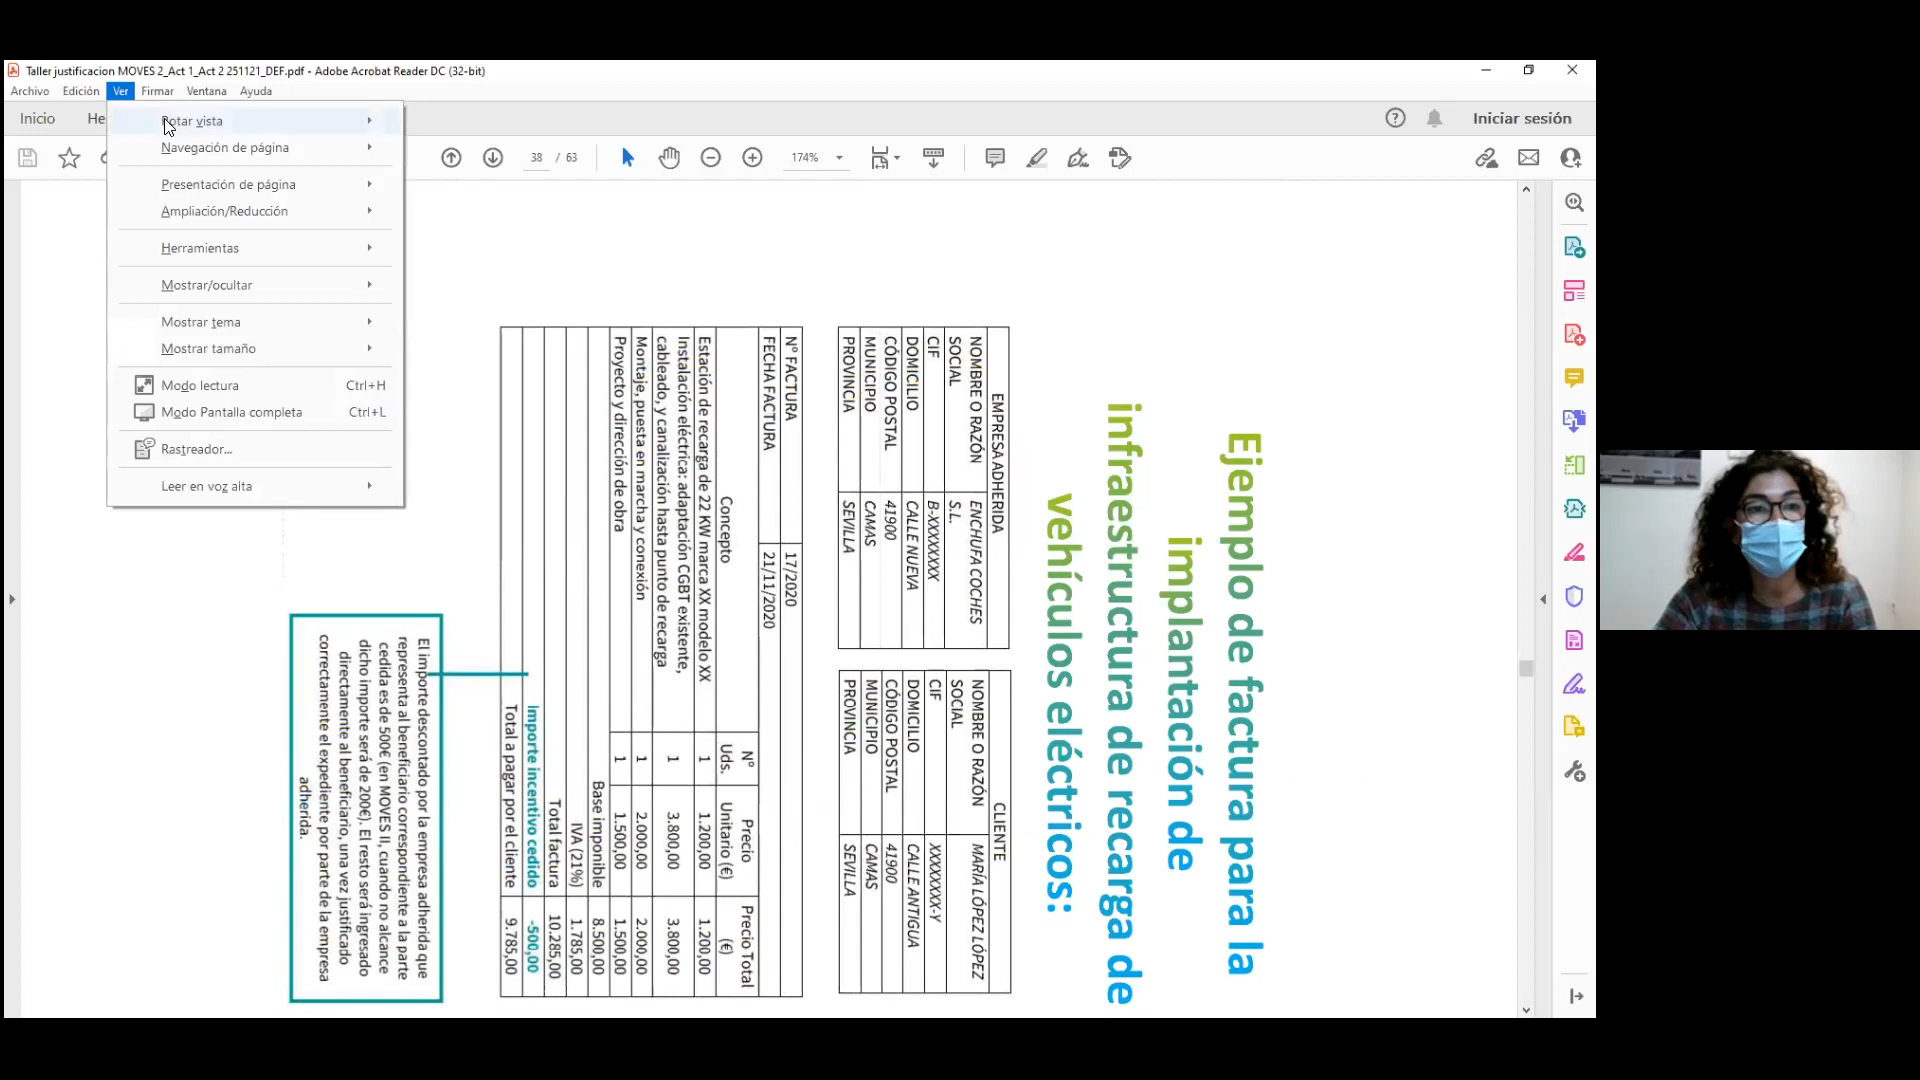 Taller justificacion MOVES 2_Act 1_Act 2 251121_DEF.pdf - Adobe Acrobat Reader DC (32-bit)
Archivo Edición Ver Firmar Ventana Ayuda
Inicio He
Iniciar sesión
38 / 63
174%
Rotar vista
Navegación de página
Presentación de página
Ampliación/Reducción
Herramientas
Mostrar/ocultar
Mostrar tema
Mostrar tamaño
Modo lectura Ctrl+H
Modo Pantalla completa Ctrl+L
Rastreador...
Leer en voz alta
Ejemplo de factura para la
implantación de
infraestructura de recarga de
vehículos eléctricos:
EMPRESA ADHERIDA
NOMBRE O RAZÓN SOCIAL ENCHUFA COCHES S.L.
CIF B-XXXXXXX
DOMICILIO CALLE NUEVA
CÓDIGO POSTAL 41900
MUNICIPIO CAMAS
PROVINCIA SEVILLA
CLIENTE
NOMBRE O RAZÓN SOCIAL MARÍA LÓPEZ LÓPEZ
CIF XXXXXXX-Y
DOMICILIO CALLE ANTIGUA
CÓDIGO POSTAL 41900
MUNICIPIO CAMAS
PROVINCIA SEVILLA
Nº FACTURA 17/2020
FECHA FACTURA 21/11/2020
Concepto Nº Uds. Precio Unitario (€) Precio Total (€)
Estación de recarga de 22 KW marca XX modelo XX 1 1.200,00 1.200,00
Instalación eléctrica: adaptación CGBT existente,
cableado, y canalización hasta punto de recarga 1 3.800,00 3.800,00
Montaje, puesta en marcha y conexión 1 2.000,00 2.000,00
Proyecto y dirección de obra 1 1.500,00 1.500,00
Base imponible 8.500,00
IVA (21%) 1.785,00
Total factura 10.285,00
Importe incentivo cedido -500,00
Total a pagar por el cliente 9.785,00
El importe descontado por la empresa adherida que
representa al beneficiario correspondiente a la parte
cedida es de 500€ (en MOVES II, cuando no alcance
dicho importe será de 200€). El resto será ingresado
directamente al beneficiario, una vez justificado
correctamente el expediente por parte de la empresa
adherida.